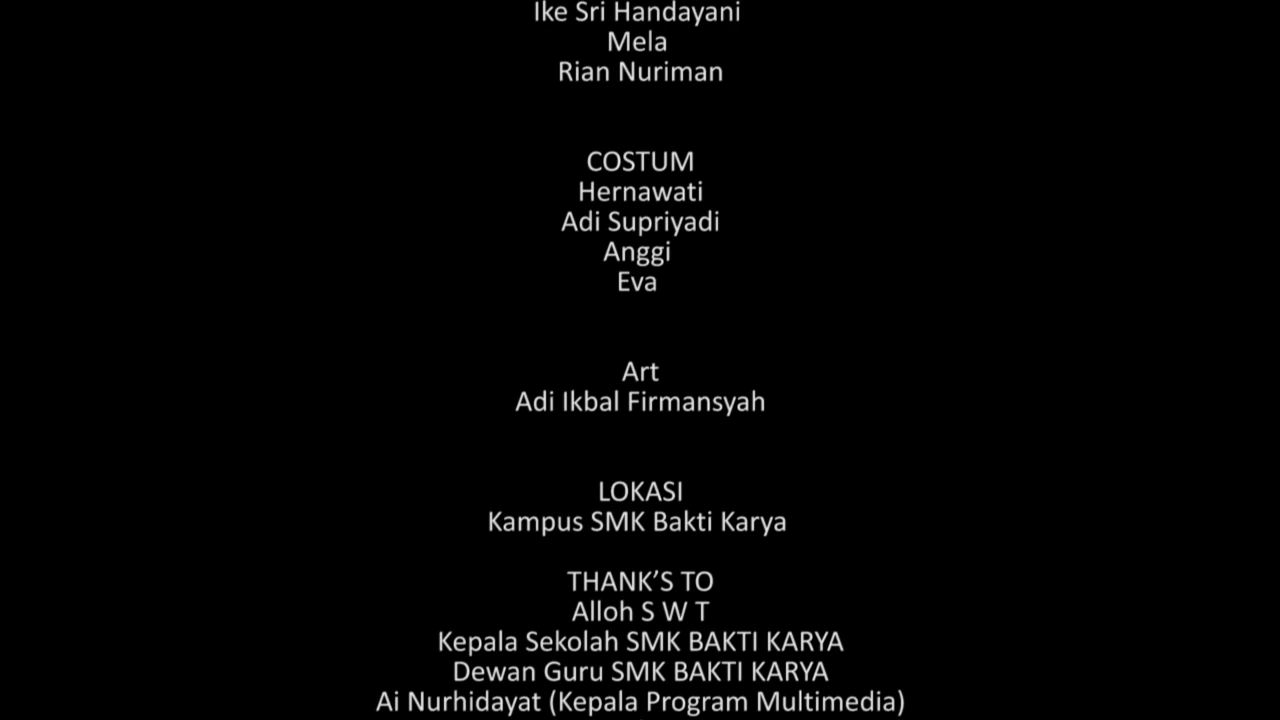 Ike Sri Handayani
Mela
Rian Nuriman
COSTUM
Hernawati
Adi Supriyadi
Anggi
Eva
Art
Adi Ikbal Firmansyah
LOKASI
Kampus SMK Bakti Karya
THANK’S TO
Alloh S W T
Kepala Sekolah SMK BAKTI KARYA
Dewan Guru SMK BAKTI KARYA
Ai Nurhidayat (Kepala Program Multimedia)